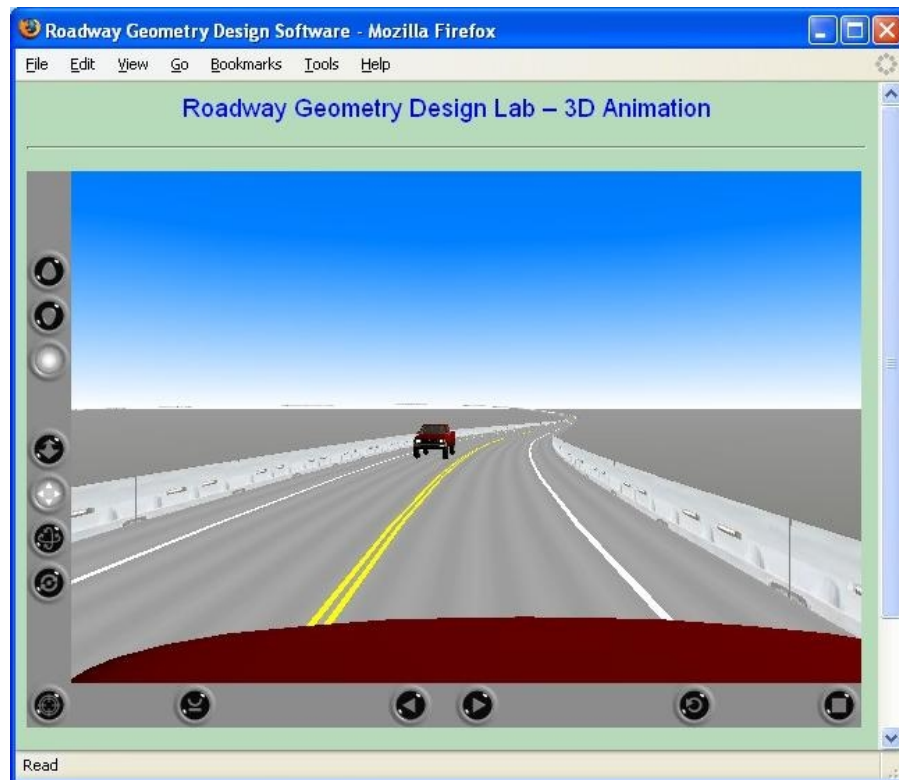 Roadway Geometry Design Software - Mozilla Firefox
File Edit View Go Bookmarks Tools Help
Roadway Geometry Design Lab – 3D Animation
Read